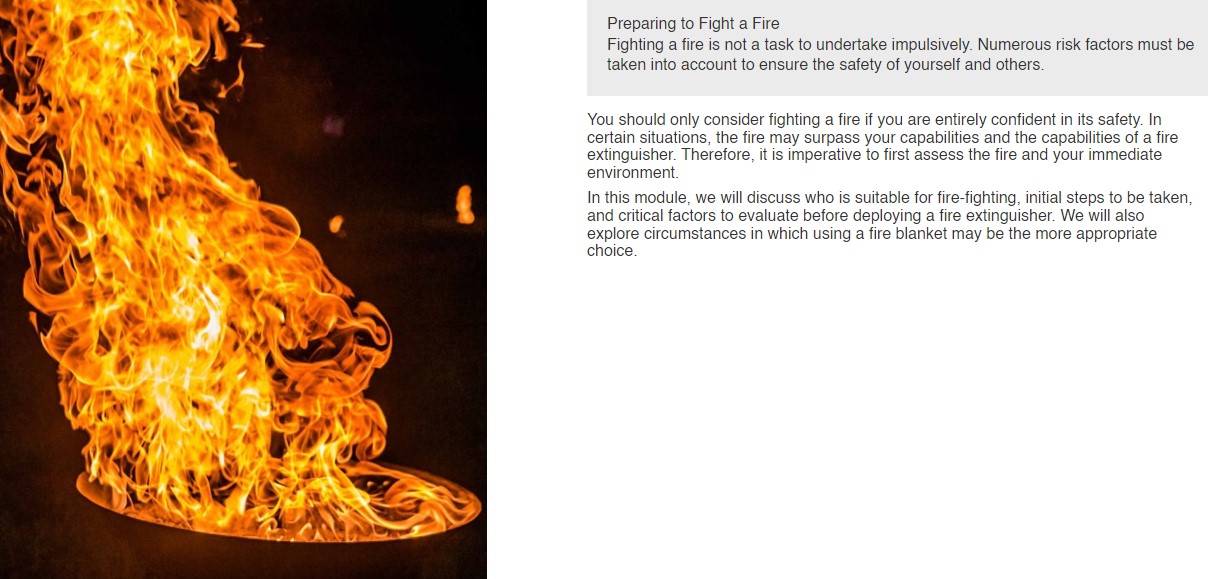 Preparing to Fight a Fire
Fighting a fire is not a task to undertake impulsively. Numerous risk factors must be
taken into account to ensure the safety of yourself and others.
You should only consider fighting a fire if you are entirely confident in its safety. In
certain situations, the fire may surpass your capabilities and the capabilities of a fire
extinguisher. Therefore, it is imperative to first assess the fire and your immediate
environment.
In this module, we will discuss who is suitable for fire-fighting, initial steps to be taken,
and critical factors to evaluate before deploying a fire extinguisher. We will also
explore circumstances in which using a fire blanket may be the more appropriate
choice.